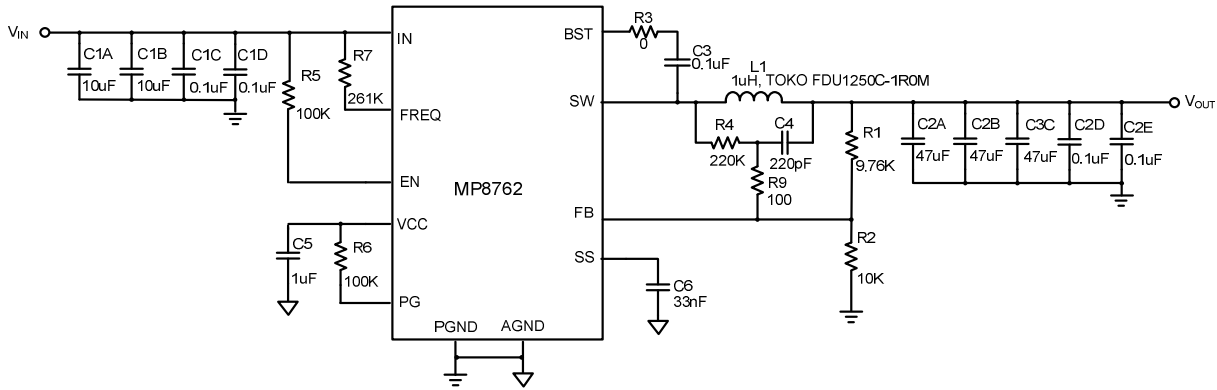 VIN
C1A
10uF
C1B
10uF
C1C
0.1uF
C1D
0.1uF
R5
100K
R7
261K
IN
FREQ
EN
VCC
PG
C5
1uF
R6
100K
MP8762
PGND
AGND
BST
SW
FB
SS
R3
0
C3
0.1uF
L1
1uH, TOKO FDU1250C-1R0M
R4
220K
C4
220pF
R9
100
R1
9.76K
R2
10K
C6
33nF
C2A
47uF
C2B
47uF
C3C
47uF
C2D
0.1uF
C2E
0.1uF
VOUT